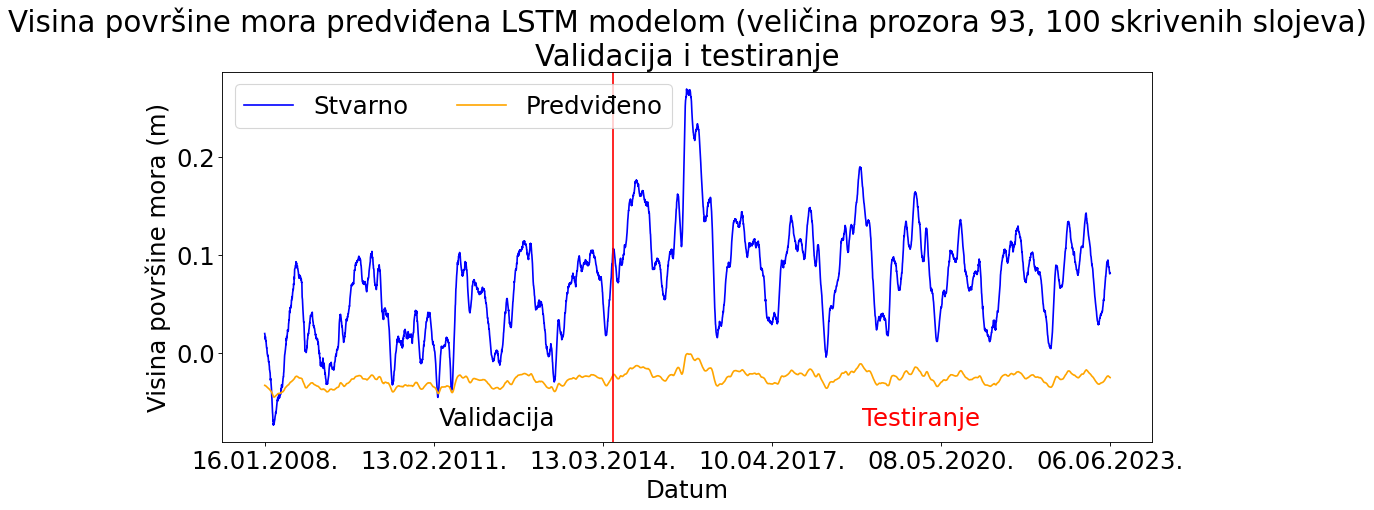 Visina površine mora predviđena LSTM modelom (veličina prozora 93, 100 skrivenih slojeva)
Validacija i testiranje
Stvarno
Predviđeno
Visina površine mora (m)
0.2
0.1
0.0
Validacija
Testiranje
16.01.2008.
13.02.2011.
13.03.2014.
10.04.2017.
08.05.2020.
06.06.2023.
Datum